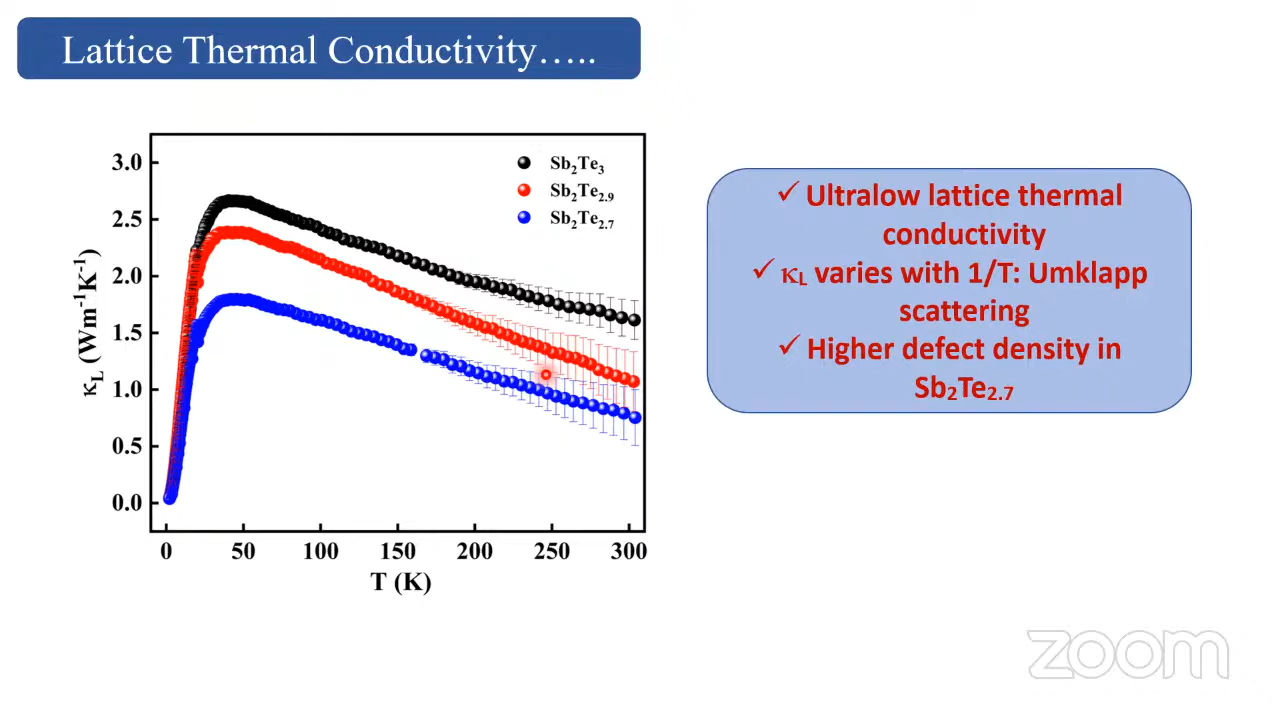 Lattice Thermal Conductivity…..
3.0
2.5
2.0
1.5
1.0
0.5
0.0
κL (Wm-1K-1)
Sb2Te3
Sb2Te2.9
Sb2Te2.7
0 50 100 150 200 250 300
T (K)
✓ Ultralow lattice thermal
conductivity
✓ κL varies with 1/T: Umklapp
scattering
✓ Higher defect density in
Sb2Te2.7
zoom